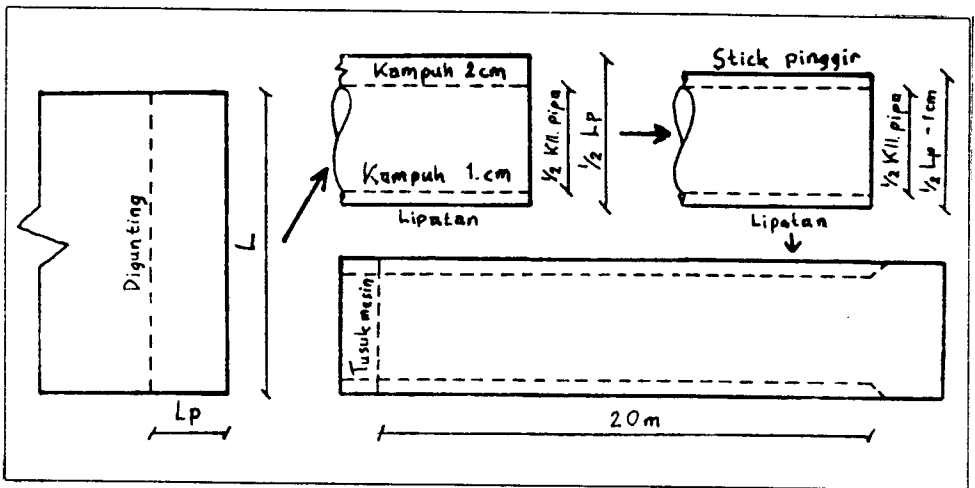 Digunting
L
Lp
Kampuh 2cm
Kampuh 1.cm
Lipatan
½ Kll. pipa
½ Lp
Stick pinggir
½ Kll. pipa
½ Lp - 1cm
Lipatan
Tusuk mesin
20m